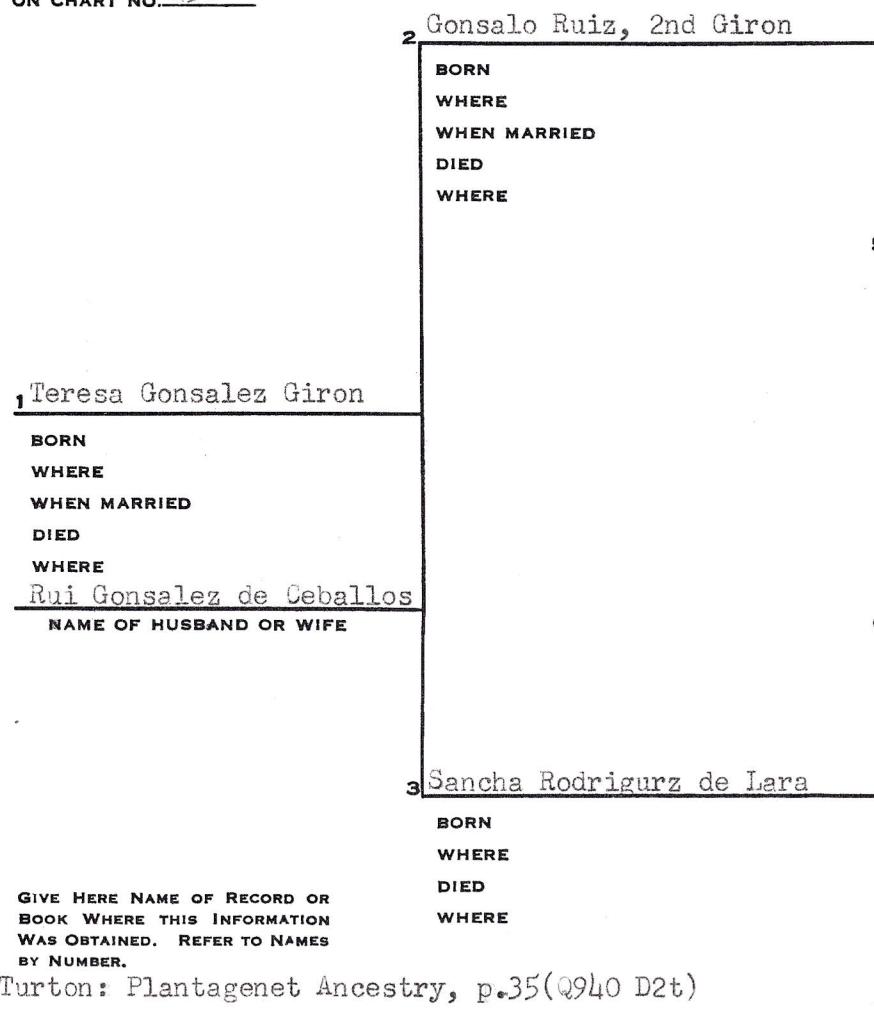 ON CHART NO.
2 Gonsalo Ruiz, 2nd Giron
BORN
WHERE
WHEN MARRIED
DIED
WHERE
1 Teresa Gonsalez Giron
BORN
WHERE
WHEN MARRIED
DIED
WHERE
Rui Gonsalez de Ceballos
NAME OF HUSBAND OR WIFE
3 Sancha Rodrigurz de Lara
BORN
WHERE
DIED
WHERE
GIVE HERE NAME OF RECORD OR
BOOK WHERE THIS INFORMATION
WAS OBTAINED. REFER TO NAMES
BY NUMBER.
Turton: Plantagenet Ancestry, p.35(Q940 D2t)